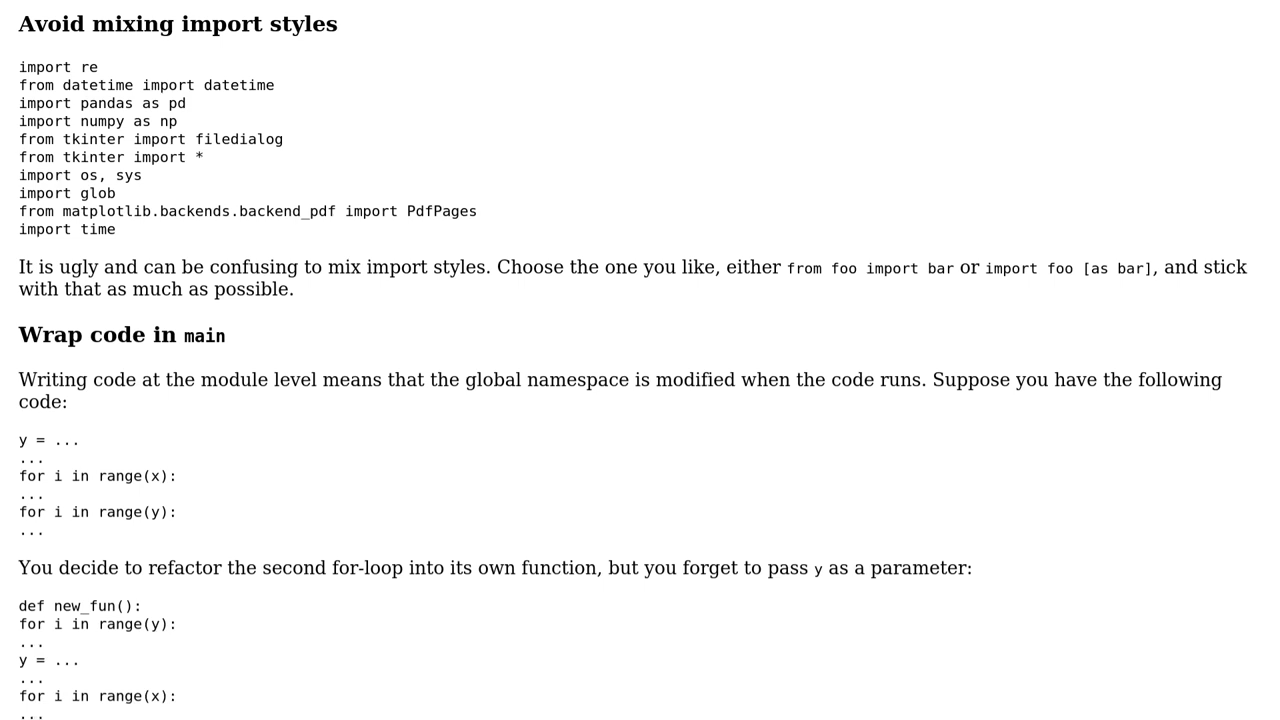 Avoid mixing import styles
import re
from datetime import datetime
import pandas as pd
import numpy as np
from tkinter import filedialog
from tkinter import *
import os, sys
import glob
from matplotlib.backends.backend_pdf import PdfPages
import time
It is ugly and can be confusing to mix import styles. Choose the one you like, either from foo import bar or import foo [as bar], and stick
with that as much as possible.
Wrap code in main
Writing code at the module level means that the global namespace is modified when the code runs. Suppose you have the following
code:
y = ...
...
for i in range(x):
...
for i in range(y):
...
You decide to refactor the second for-loop into its own function, but you forget to pass y as a parameter:
def new_fun():
for i in range(y):
...
y = ...
...
for i in range(x):
...